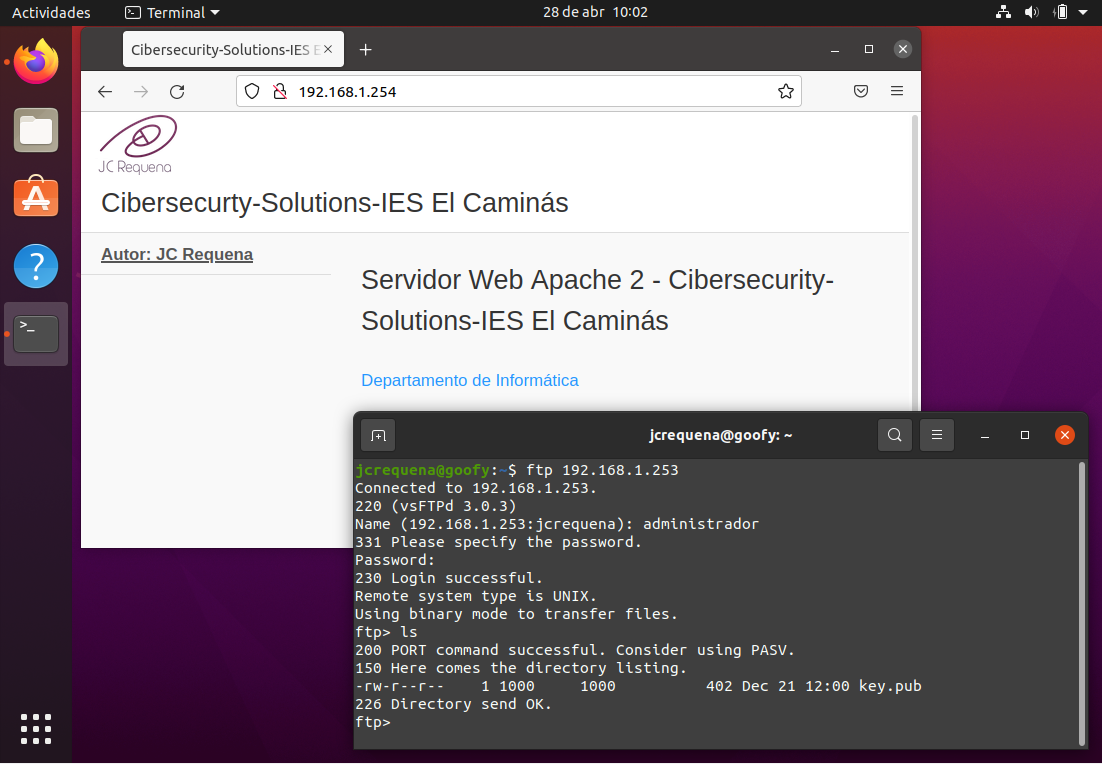 Actividades
Terminal
28 de abr 10:02
Cibersecurity-Solutions-IES E
192.168.1.254
JC Requena
Cibersecurty-Solutions-IES El Caminás
Autor: JC Requena
Servidor Web Apache 2 - Cibersecurity-
Solutions-IES El Caminás
Departamento de Informática
jcrequena@goofy: ~
jcrequena@goofy:~$ ftp 192.168.1.253
Connected to 192.168.1.253.
220 (vsFTPd 3.0.3)
Name (192.168.1.253:jcrequena): administrador
331 Please specify the password.
Password:
230 Login successful.
Remote system type is UNIX.
Using binary mode to transfer files.
ftp> ls
200 PORT command successful. Consider using PASV.
150 Here comes the directory listing.
-rw-r--r--    1 1000     1000          402 Dec 21 12:00 key.pub
226 Directory send OK.
ftp>